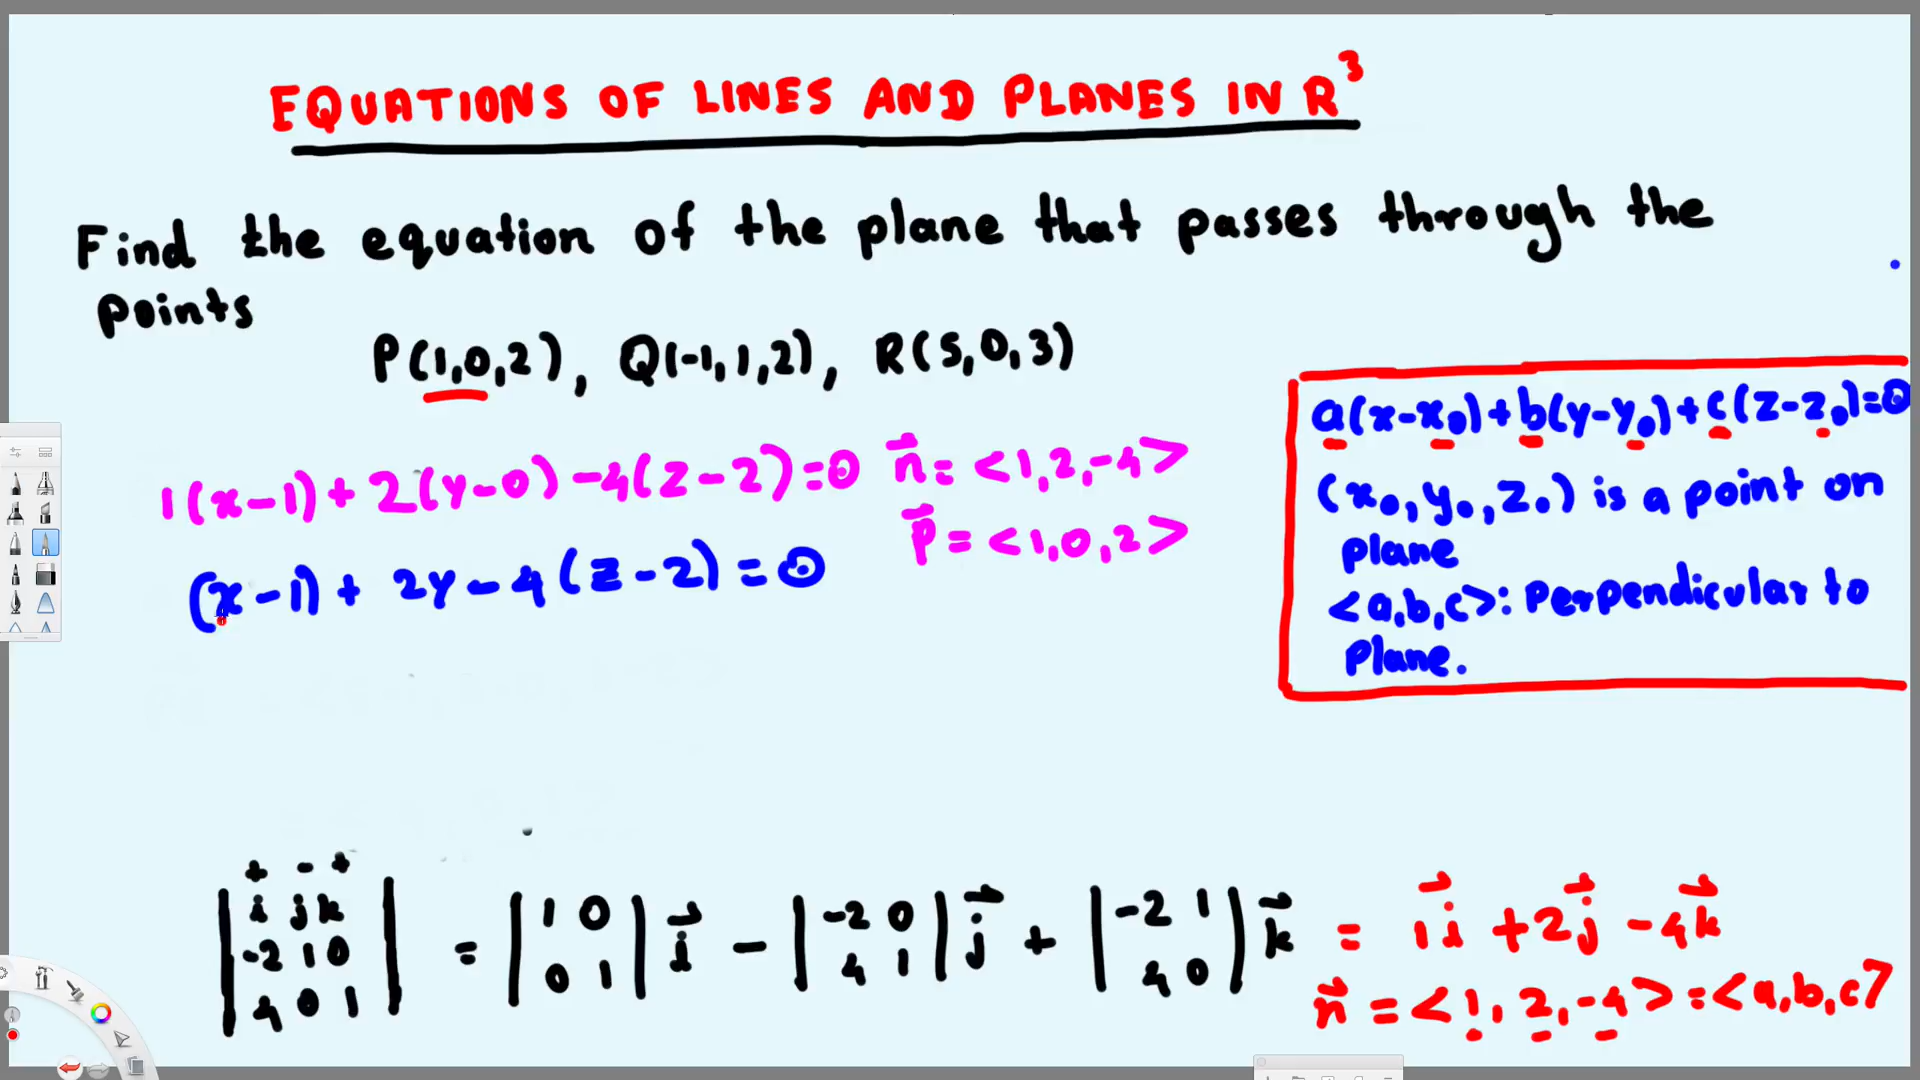 EQUATIONS OF LINES AND PLANES IN R³
Find the equation of the plane that passes through the
points
P(1,0,2), Q(-1,1,2), R(5,0,3)
1(x-1)+2(y-0)-4(z-2)=0
n⃗=<1,2,-4>
p⃗=<1,0,2>
(x-1)+2y-4(z-2)=0
a(x-x₀)+b(y-y₀)+c(z-z₀)=0
(x₀,y₀,z₀) is a point on
plane
<a,b,c>: perpendicular to
plane.
+ - +
|i j k|
|-2 1 0|
|4 0 1|
= |1 0; 0 1| i⃗ - |-2 0; 4 1| j⃗ + |-2 1; 4 0| k⃗ = 1i⃗ +2j⃗ -4k⃗
n⃗ = <1,2,-4> = <a,b,c>